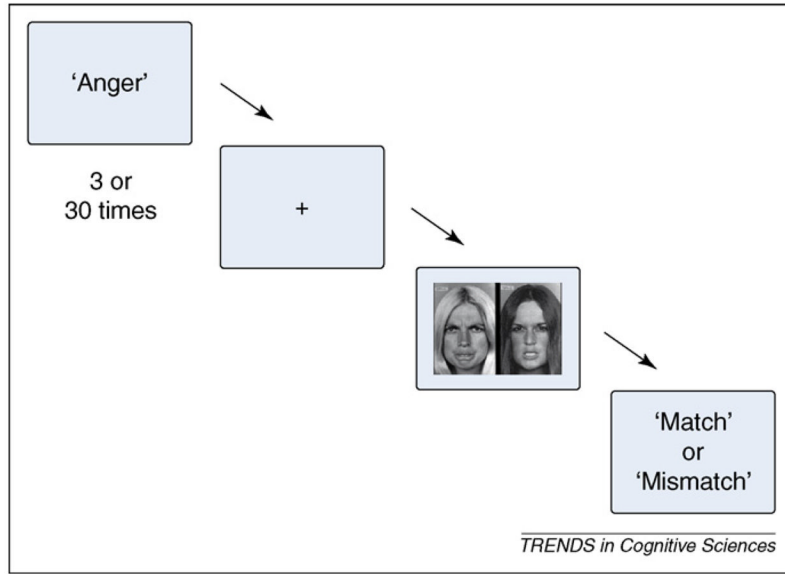 ‘Anger’
3 or
30 times
+
‘Match’
or
‘Mismatch’
TRENDS in Cognitive Sciences